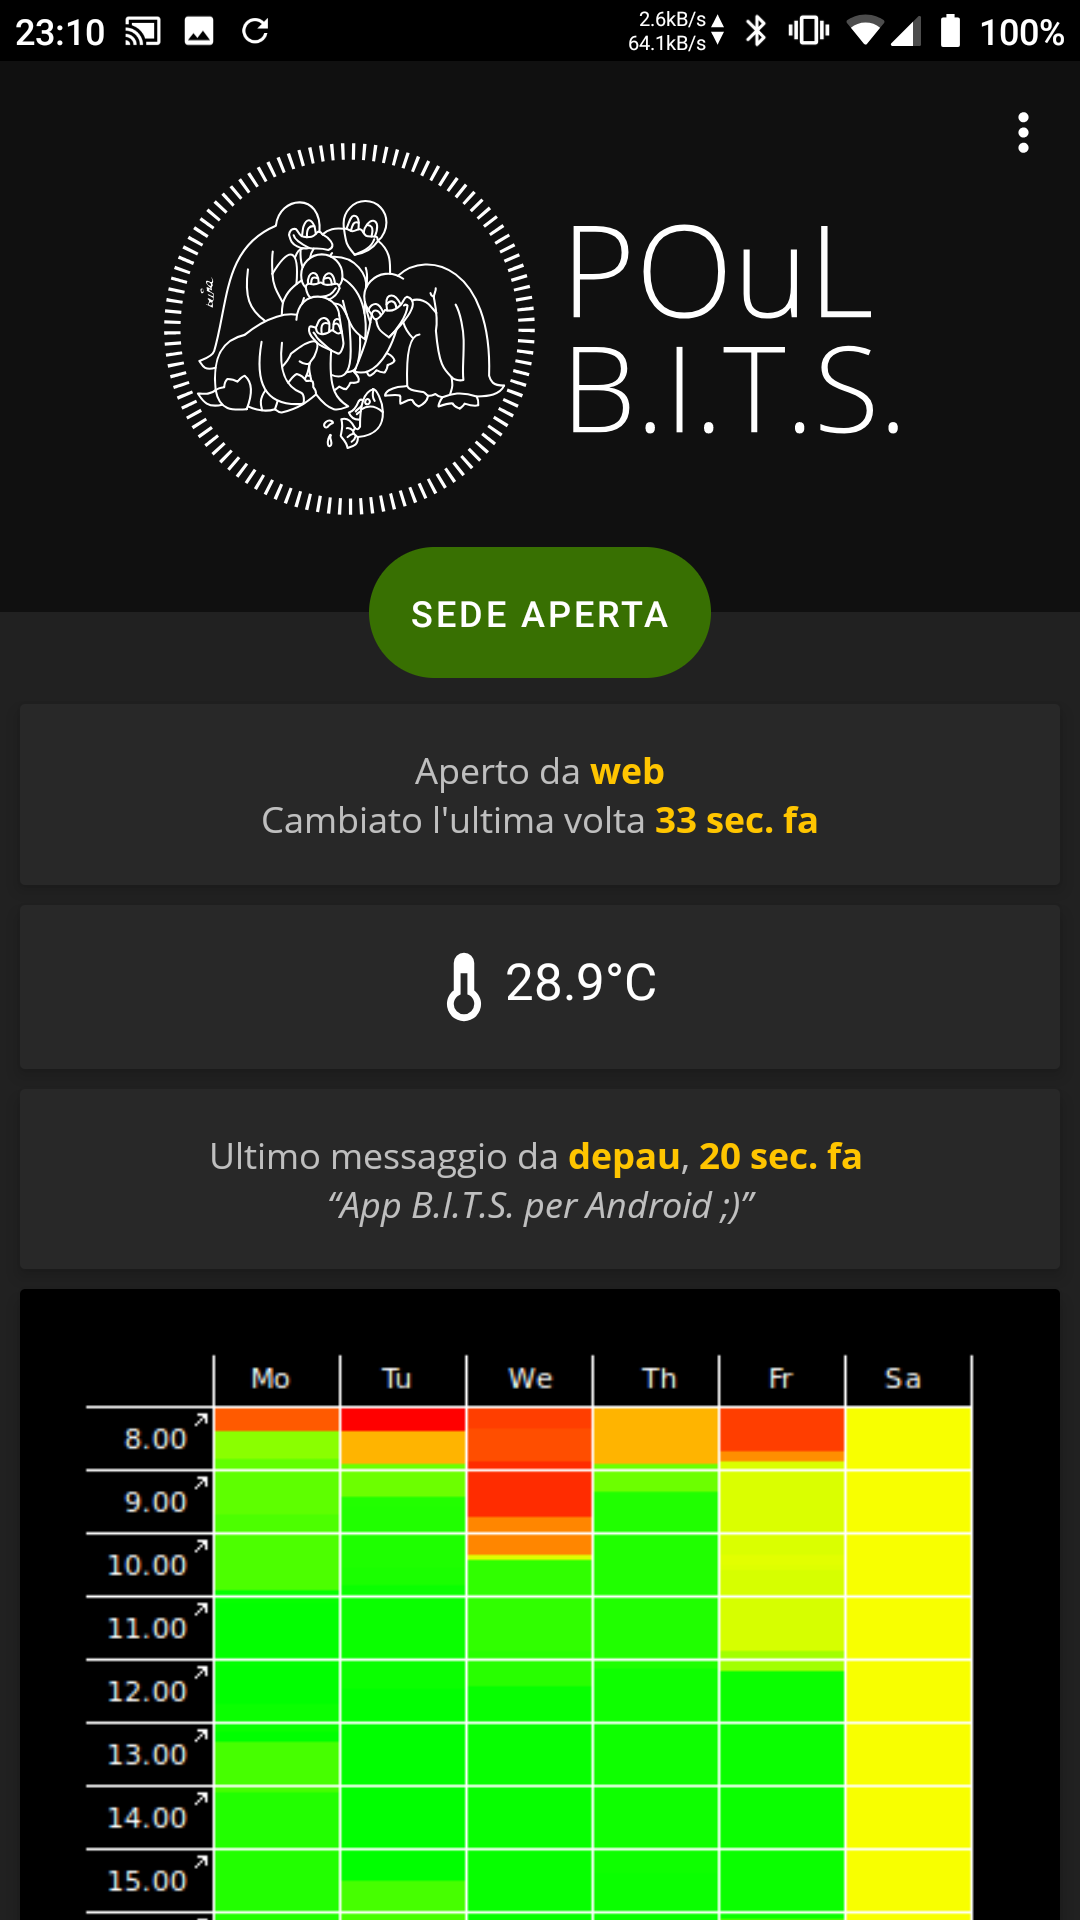 23:10
2.6kB/s
64.1kB/s
100%
POuL
B.I.T.S.
SEDE APERTA
Aperto da web
Cambiato l'ultima volta 33 sec. fa
28.9°C
Ultimo messaggio da depau, 20 sec. fa
“App B.I.T.S. per Android ;)”
Mo Tu We Th Fr Sa
8.00
9.00
10.00
11.00
12.00
13.00
14.00
15.00